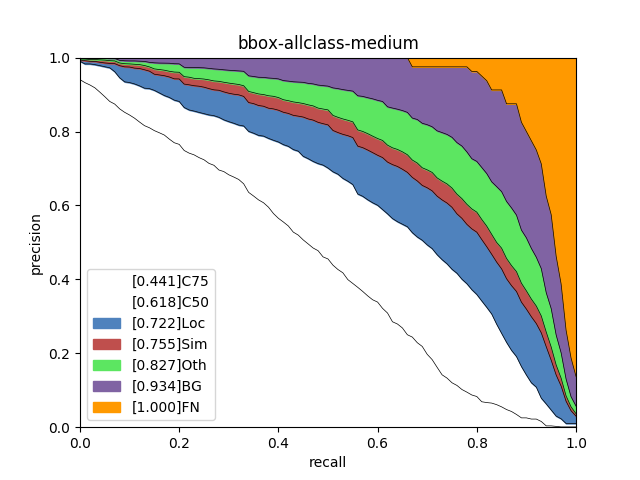 bbox-allclass-medium
1.0
0.8
0.6
0.4
0.2
0.0
precision
[0.441]C75
[0.618]C50
[0.722]Loc
[0.755]Sim
[0.827]Oth
[0.934]BG
[1.000]FN
0.0 0.2 0.4 0.6 0.8 1.0
recall